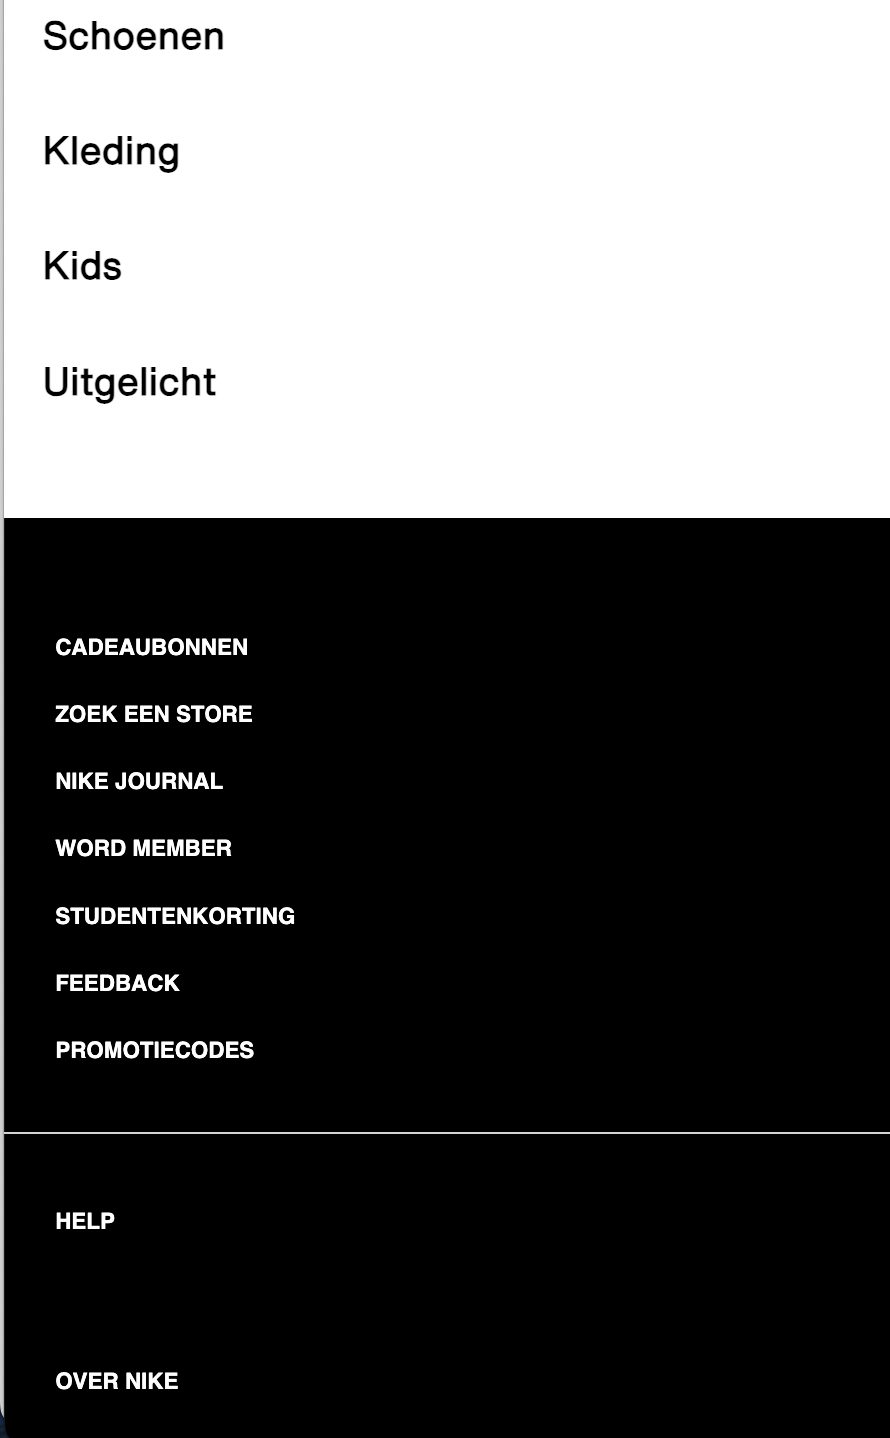 Schoenen
Kleding
Kids
Uitgelicht
CADEAUBONNEN
ZOEK EEN STORE
NIKE JOURNAL
WORD MEMBER
STUDENTENKORTING
FEEDBACK
PROMOTIECODES
HELP
OVER NIKE